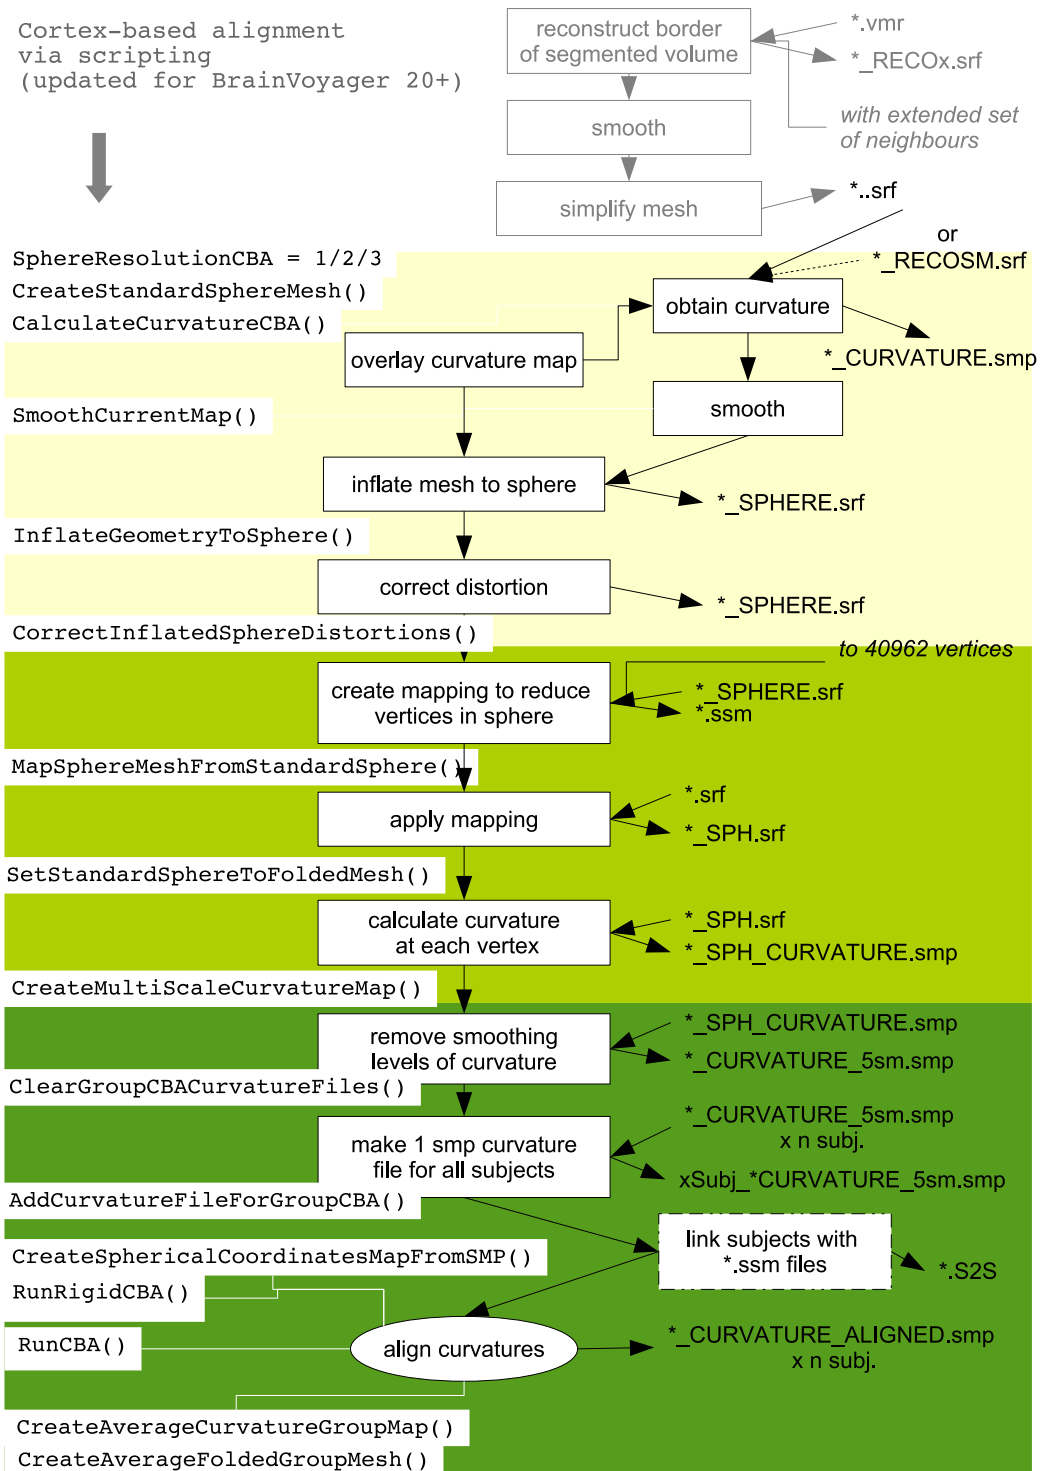 Cortex-based alignment
via scripting
(updated for BrainVoyager 20+)
reconstruct border
of segmented volume
*.vmr
*_RECOx.srf
with extended set
of neighbours
smooth
simplify mesh
*..srf
or
*_RECOSM.srf
SphereResolutionCBA = 1/2/3
CreateStandardSphereMesh()
CalculateCurvatureCBA()
obtain curvature
*_CURVATURE.smp
overlay curvature map
SmoothCurrentMap()
smooth
inflate mesh to sphere
*_SPHERE.srf
InflateGeometryToSphere()
correct distortion
*_SPHERE.srf
CorrectInflatedSphereDistortions()
to 40962 vertices
create mapping to reduce
vertices in sphere
*_SPHERE.srf
*.ssm
MapSphereMeshFromStandardSphere()
apply mapping
*.srf
*_SPH.srf
SetStandardSphereToFoldedMesh()
calculate curvature
at each vertex
*_SPH.srf
*_SPH_CURVATURE.smp
CreateMultiScaleCurvatureMap()
remove smoothing
levels of curvature
*_SPH_CURVATURE.smp
*_CURVATURE_5sm.smp
ClearGroupCBACurvatureFiles()
make 1 smp curvature
file for all subjects
*_CURVATURE_5sm.smp
x n subj.
xSubj_*CURVATURE_5sm.smp
AddCurvatureFileForGroupCBA()
link subjects with
*.ssm files
*.S2S
CreateSphericalCoordinatesMapFromSMP()
RunRigidCBA()
RunCBA()
align curvatures
*_CURVATURE_ALIGNED.smp
x n subj.
CreateAverageCurvatureGroupMap()
CreateAverageFoldedGroupMesh()